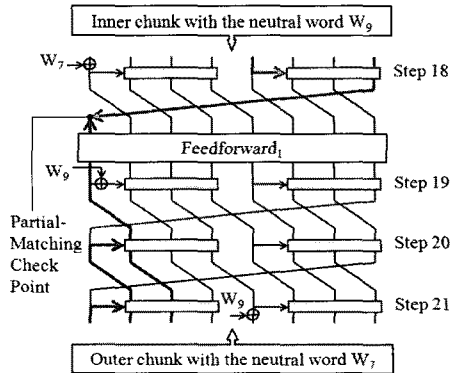 Inner chunk with the neutral word W₉
W₇
Step 18
Feedforward₁
W₉
Step 19
Partial-
Matching
Check
Point
Step 20
W₉
Step 21
Outer chunk with the neutral word W₇